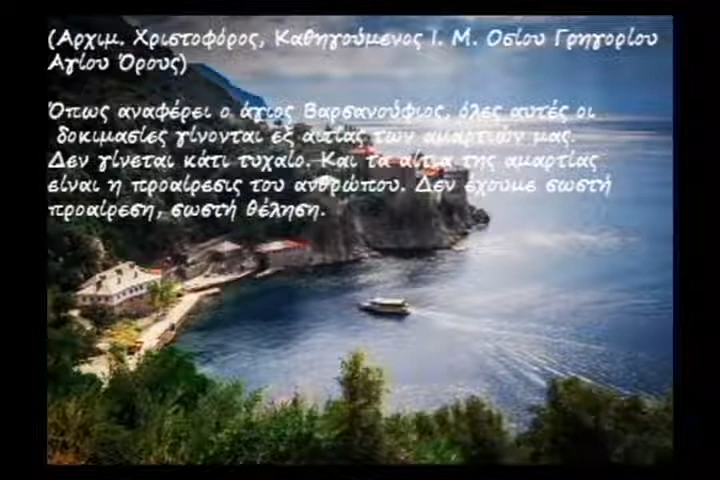 (Αρχιμ. Χριστοφόρος, Καθηγούμενος Ι. Μ. Οσίου Γρηγορίου
Αγίου Όρους)
Όπως αναφέρει ο άγιος Βαρσανούφιος, όλες αυτές οι
δοκιμασίες γίνονται εξ αιτίας των αμαρτιών μας.
Δεν γίνεται κάτι τυχαίο. Και τα αίτια της αμαρτίας
είναι η προαίρεσις του ανθρώπου. Δεν έχουμε σωστή
προαίρεση, σωστή θέληση.